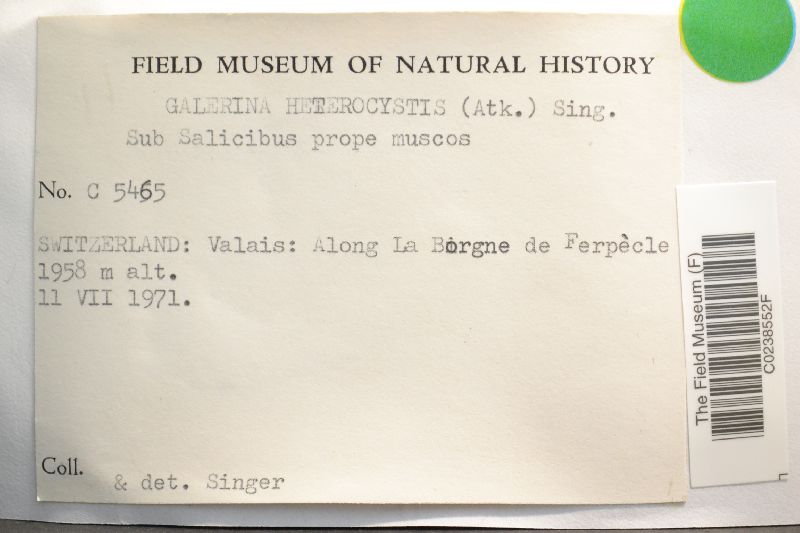 FIELD MUSEUM OF NATURAL HISTORY
GALERINA HETEROCYSTIS (Atk.) Sing.
Sub Salicibus prope muscos
No. C 5465
SWITZERLAND: Valais: Along La Borgne de Ferpècle
1958 m alt.
11 VII 1971.
Coll. & det. Singer
The Field Museum (F)
C0238552F